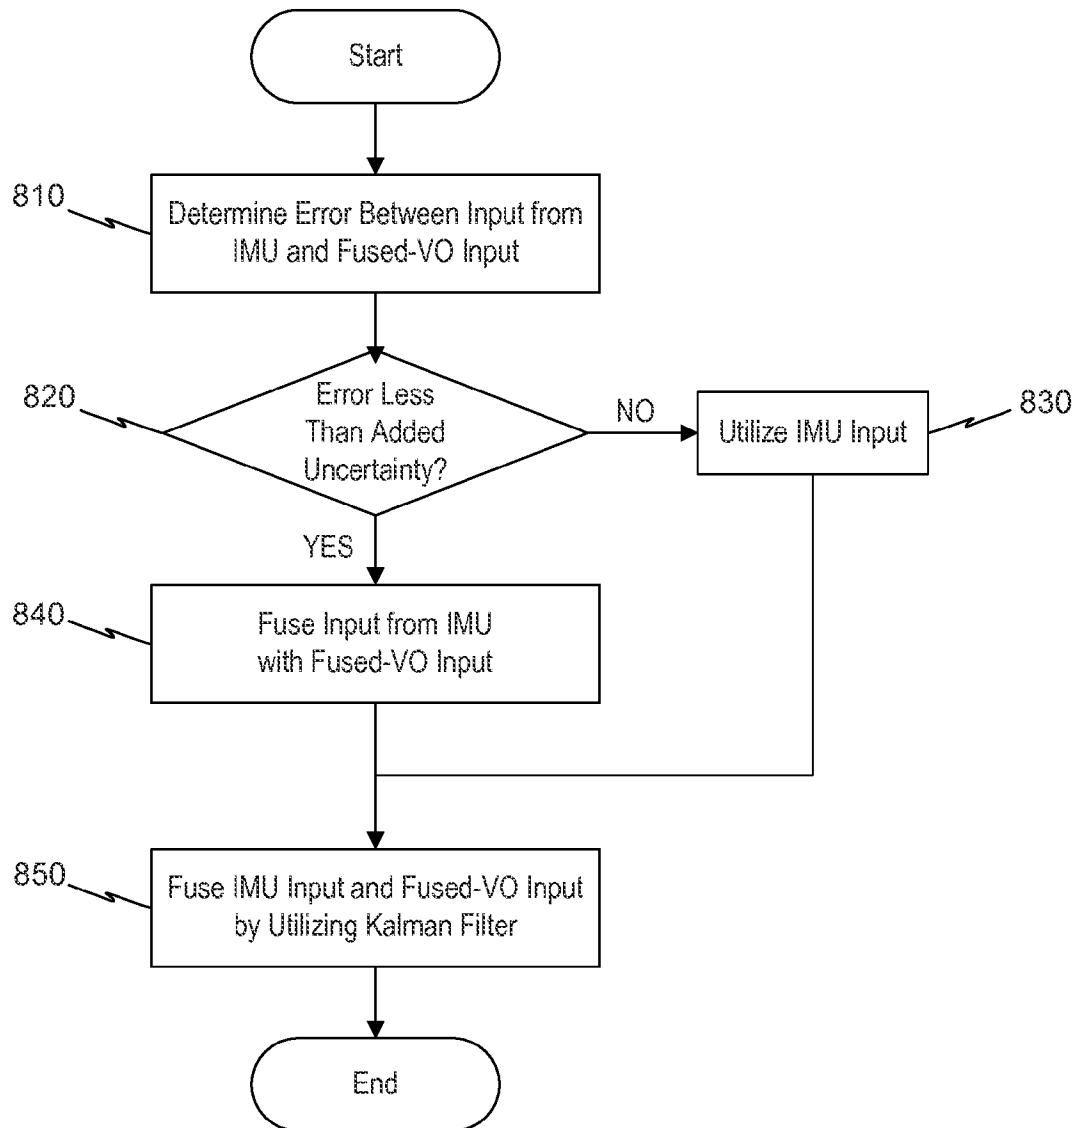 Start
810
Determine Error Between Input from
IMU and Fused-VO Input
820
Error Less
Than Added
Uncertainty?
NO
Utilize IMU Input
830
YES
840
Fuse Input from IMU
with Fused-VO Input
850
Fuse IMU Input and Fused-VO Input
by Utilizing Kalman Filter
End